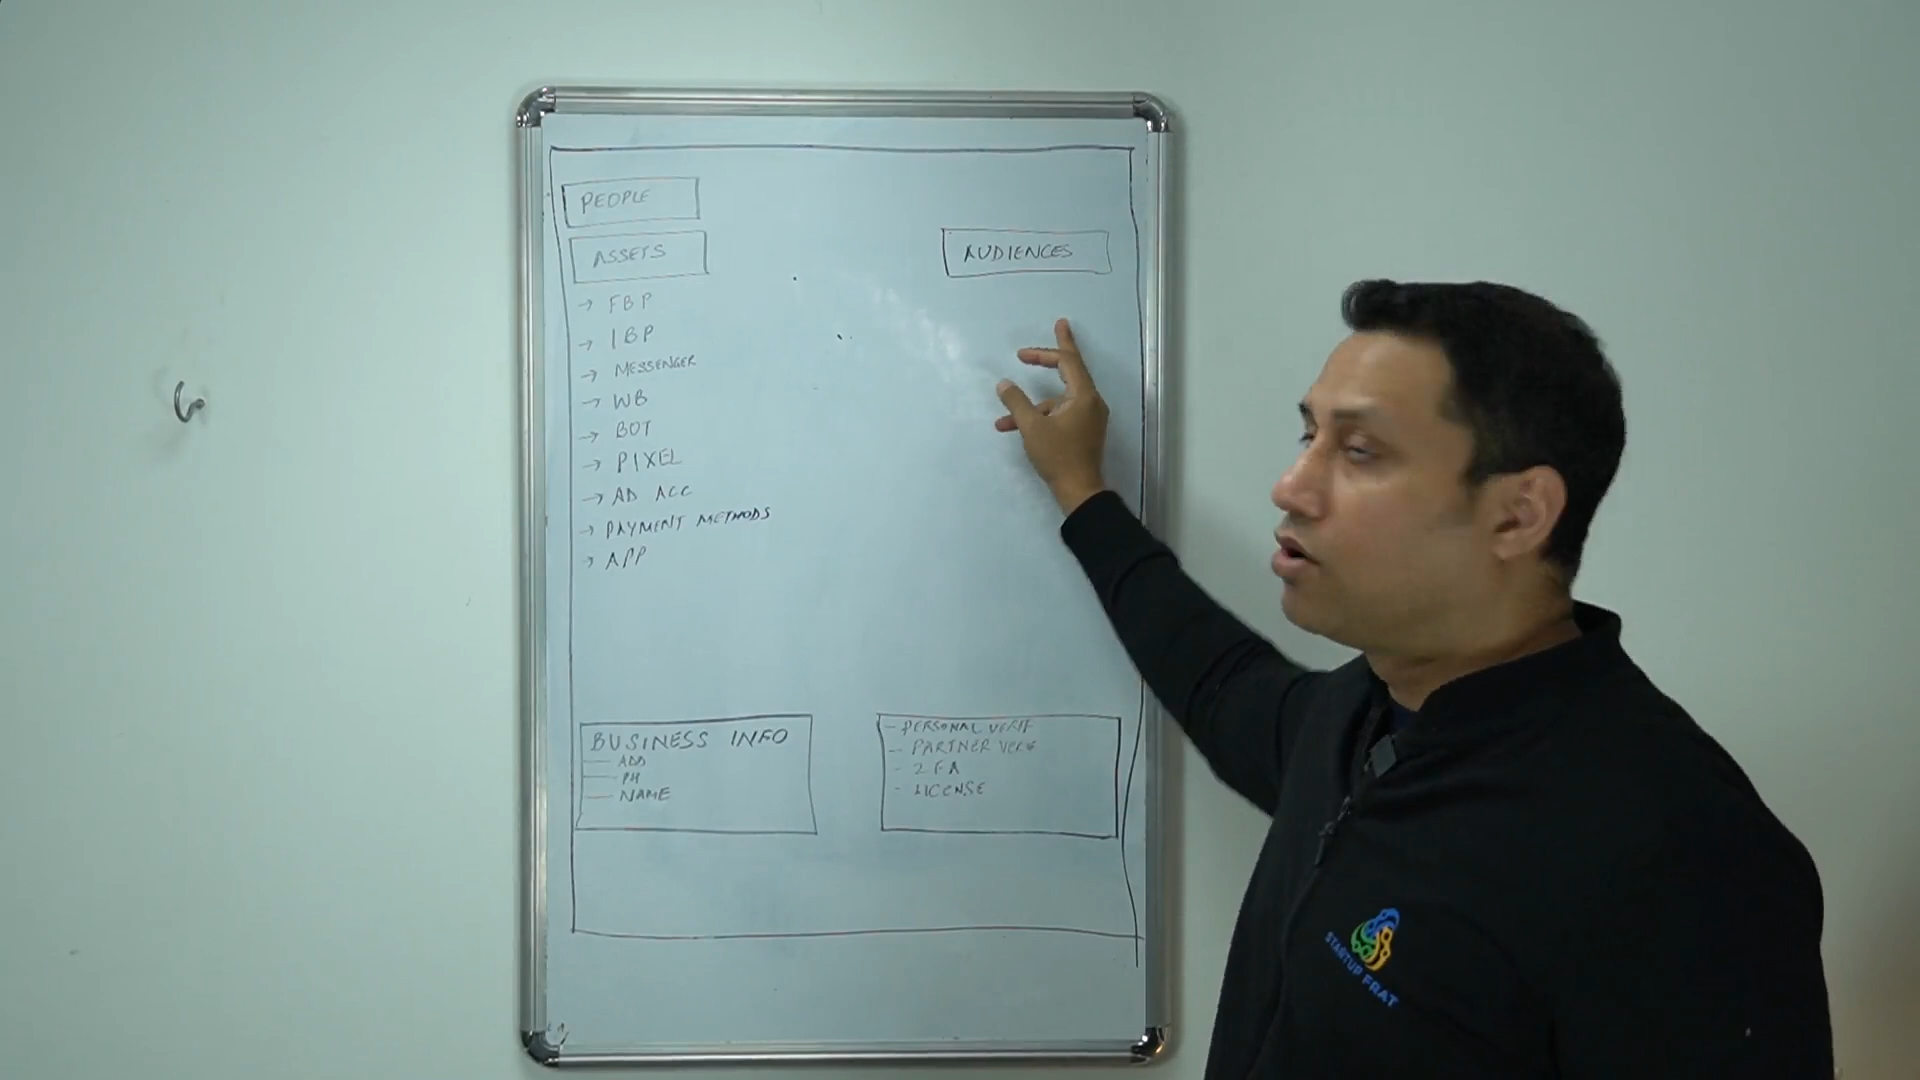 PEOPLE
ASSETS
→ FBP
→ IBP
→ MESSENGER
→ WB
→ BOT
→ PIXEL
→ AD ACC
→ PAYMENT METHODS
→ APP
AUDIENCES
BUSINESS INFO
— ADD
— PH
— NAME
- PERSONAL VERIF
- PARTNER VERIF
- 2FA
- LICENSE
STARTUP FRAT